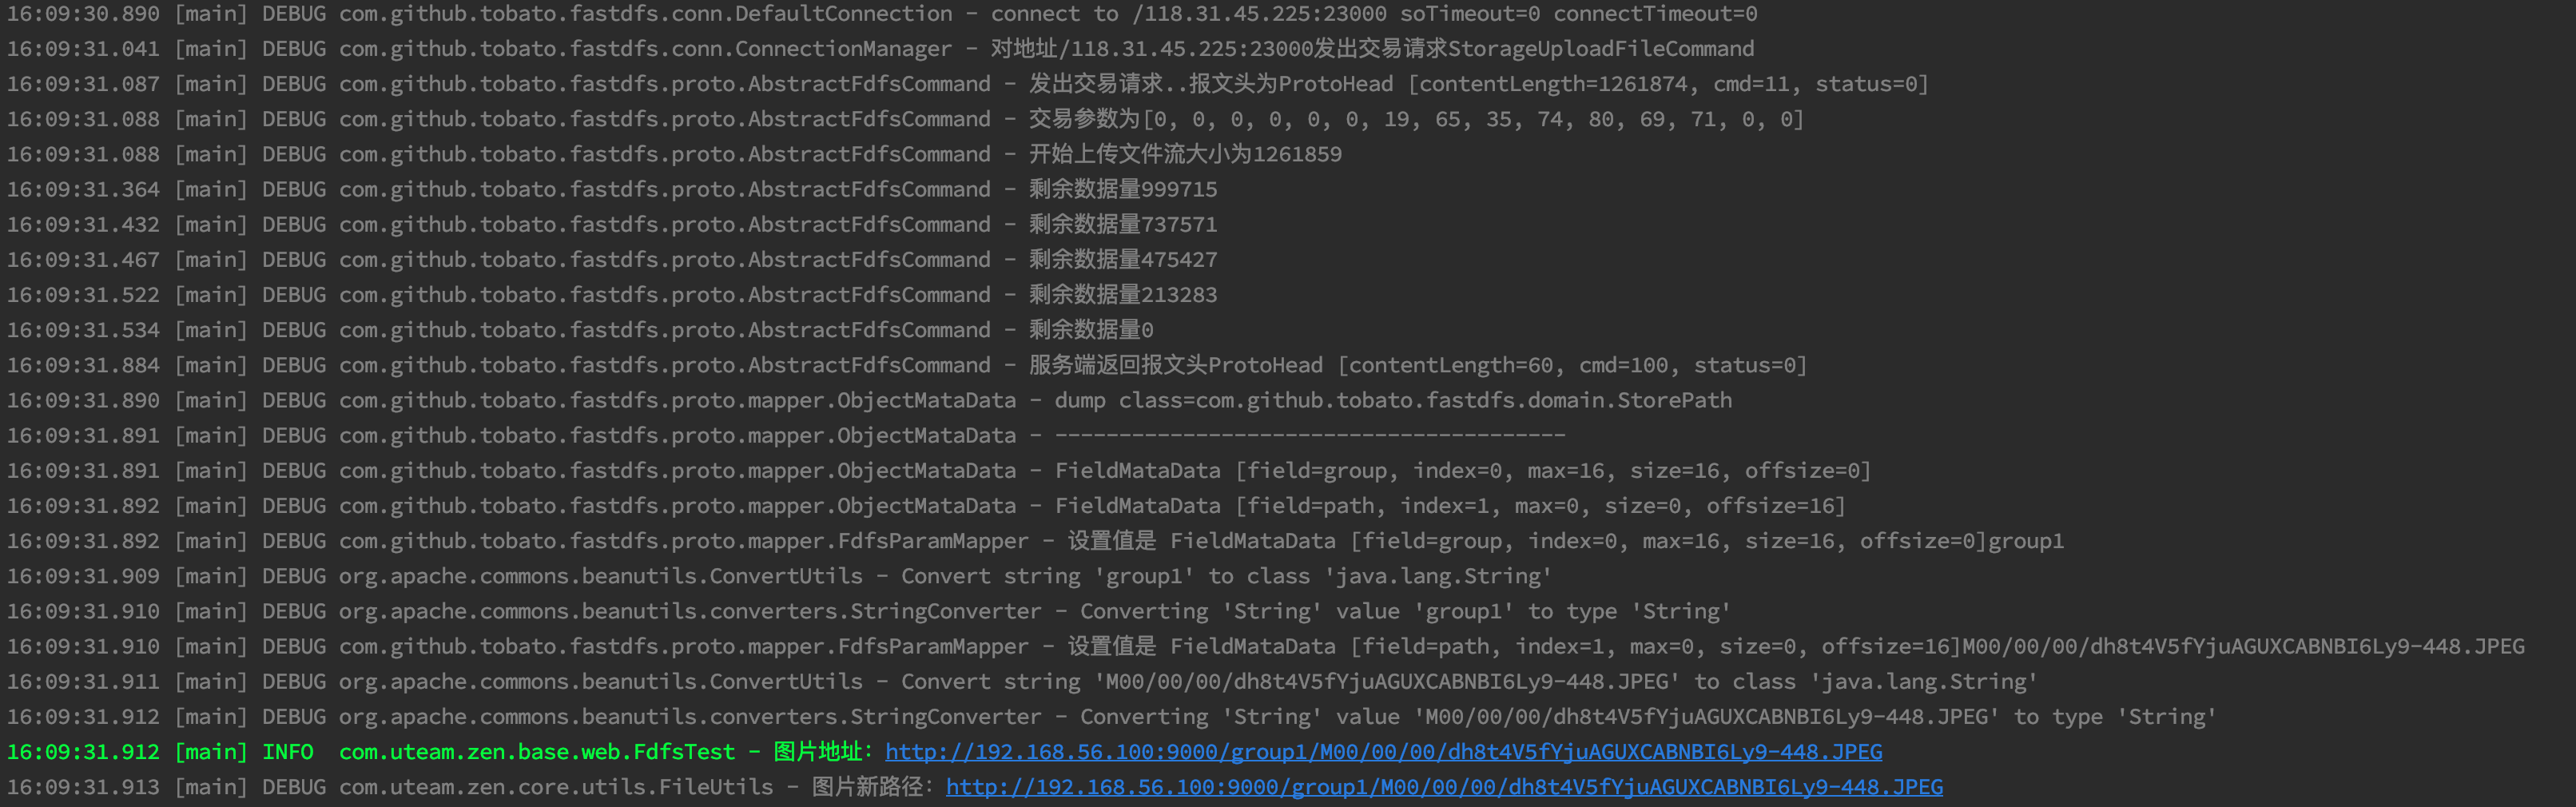 16:09:30.890 [main] DEBUG com.github.tobato.fastdfs.conn.DefaultConnection - connect to /118.31.45.225:23000 soTimeout=0 connectTimeout=0
16:09:31.041 [main] DEBUG com.github.tobato.fastdfs.conn.ConnectionManager - 对地址/118.31.45.225:23000发出交易请求StorageUploadFileCommand
16:09:31.087 [main] DEBUG com.github.tobato.fastdfs.proto.AbstractFdfsCommand - 发出交易请求..报文头为ProtoHead [contentLength=1261874, cmd=11, status=0]
16:09:31.088 [main] DEBUG com.github.tobato.fastdfs.proto.AbstractFdfsCommand - 交易参数为[0, 0, 0, 0, 0, 0, 19, 65, 35, 74, 80, 69, 71, 0, 0]
16:09:31.088 [main] DEBUG com.github.tobato.fastdfs.proto.AbstractFdfsCommand - 开始上传文件流大小为1261859
16:09:31.364 [main] DEBUG com.github.tobato.fastdfs.proto.AbstractFdfsCommand - 剩余数据量999715
16:09:31.432 [main] DEBUG com.github.tobato.fastdfs.proto.AbstractFdfsCommand - 剩余数据量737571
16:09:31.467 [main] DEBUG com.github.tobato.fastdfs.proto.AbstractFdfsCommand - 剩余数据量475427
16:09:31.522 [main] DEBUG com.github.tobato.fastdfs.proto.AbstractFdfsCommand - 剩余数据量213283
16:09:31.534 [main] DEBUG com.github.tobato.fastdfs.proto.AbstractFdfsCommand - 剩余数据量0
16:09:31.884 [main] DEBUG com.github.tobato.fastdfs.proto.AbstractFdfsCommand - 服务端返回报文头ProtoHead [contentLength=60, cmd=100, status=0]
16:09:31.890 [main] DEBUG com.github.tobato.fastdfs.proto.mapper.ObjectMataData - dump class=com.github.tobato.fastdfs.domain.StorePath
16:09:31.891 [main] DEBUG com.github.tobato.fastdfs.proto.mapper.ObjectMataData - ----------------------------------------
16:09:31.891 [main] DEBUG com.github.tobato.fastdfs.proto.mapper.ObjectMataData - FieldMataData [field=group, index=0, max=16, size=16, offsize=0]
16:09:31.892 [main] DEBUG com.github.tobato.fastdfs.proto.mapper.ObjectMataData - FieldMataData [field=path, index=1, max=0, size=0, offsize=16]
16:09:31.892 [main] DEBUG com.github.tobato.fastdfs.proto.mapper.FdfsParamMapper - 设置值是 FieldMataData [field=group, index=0, max=16, size=16, offsize=0]group1
16:09:31.909 [main] DEBUG org.apache.commons.beanutils.ConvertUtils - Convert string 'group1' to class 'java.lang.String'
16:09:31.910 [main] DEBUG org.apache.commons.beanutils.converters.StringConverter - Converting 'String' value 'group1' to type 'String'
16:09:31.910 [main] DEBUG com.github.tobato.fastdfs.proto.mapper.FdfsParamMapper - 设置值是 FieldMataData [field=path, index=1, max=0, size=0, offsize=16]M00/00/00/dh8t4V5fYjuAGUXCABNBI6Ly9-448.JPEG
16:09:31.911 [main] DEBUG org.apache.commons.beanutils.ConvertUtils - Convert string 'M00/00/00/dh8t4V5fYjuAGUXCABNBI6Ly9-448.JPEG' to class 'java.lang.String'
16:09:31.912 [main] DEBUG org.apache.commons.beanutils.converters.StringConverter - Converting 'String' value 'M00/00/00/dh8t4V5fYjuAGUXCABNBI6Ly9-448.JPEG' to type 'String'
16:09:31.912 [main] INFO  com.uteam.zen.base.web.FdfsTest - 图片地址：http://192.168.56.100:9000/group1/M00/00/00/dh8t4V5fYjuAGUXCABNBI6Ly9-448.JPEG
16:09:31.913 [main] DEBUG com.uteam.zen.core.utils.FileUtils - 图片新路径：http://192.168.56.100:9000/group1/M00/00/00/dh8t4V5fYjuAGUXCABNBI6Ly9-448.JPEG